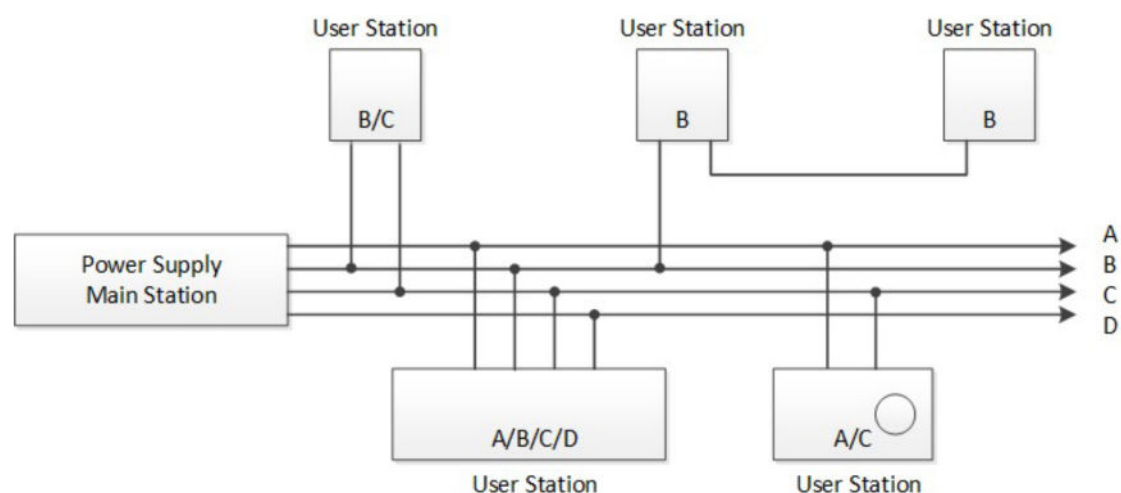 User Station
User Station
User Station
B/C
B
B
Power Supply
Main Station
A
B
C
D
A/B/C/D
A/C
User Station
User Station